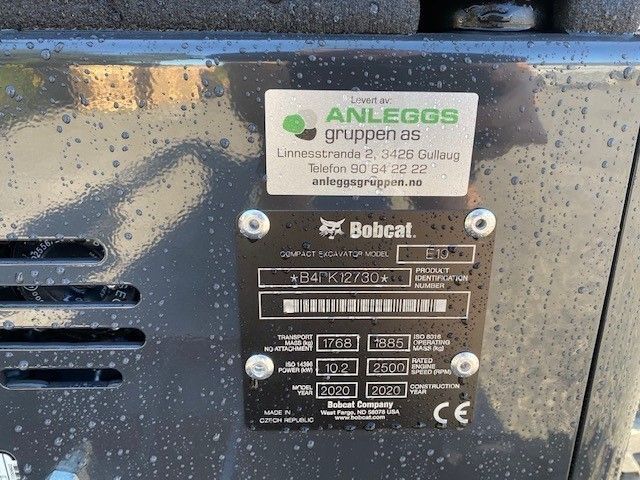 Levert av:
ANLEGGS
gruppen as
Linnesstranda 2, 3426 Gullaug
Telefon 90 64 22 22
anleggsgruppen.no
Bobcat
COMPACT EXCAVATOR MODEL E19
*B4PK12730* PRODUCT IDENTIFICATION NUMBER
TRANSPORT MASS (kg) NO ATTACHMENT 1768 1885 ISO 6016 OPERATING MASS (kg)
ISO 14396 POWER (kW) 10.2 2500 RATED ENGINE SPEED (RPM)
MODEL YEAR 2020 2020 CONSTRUCTION YEAR
Bobcat Company
West Fargo, ND 58078 USA
www.bobcat.com
MADE IN
CZECH REPUBLIC
CE